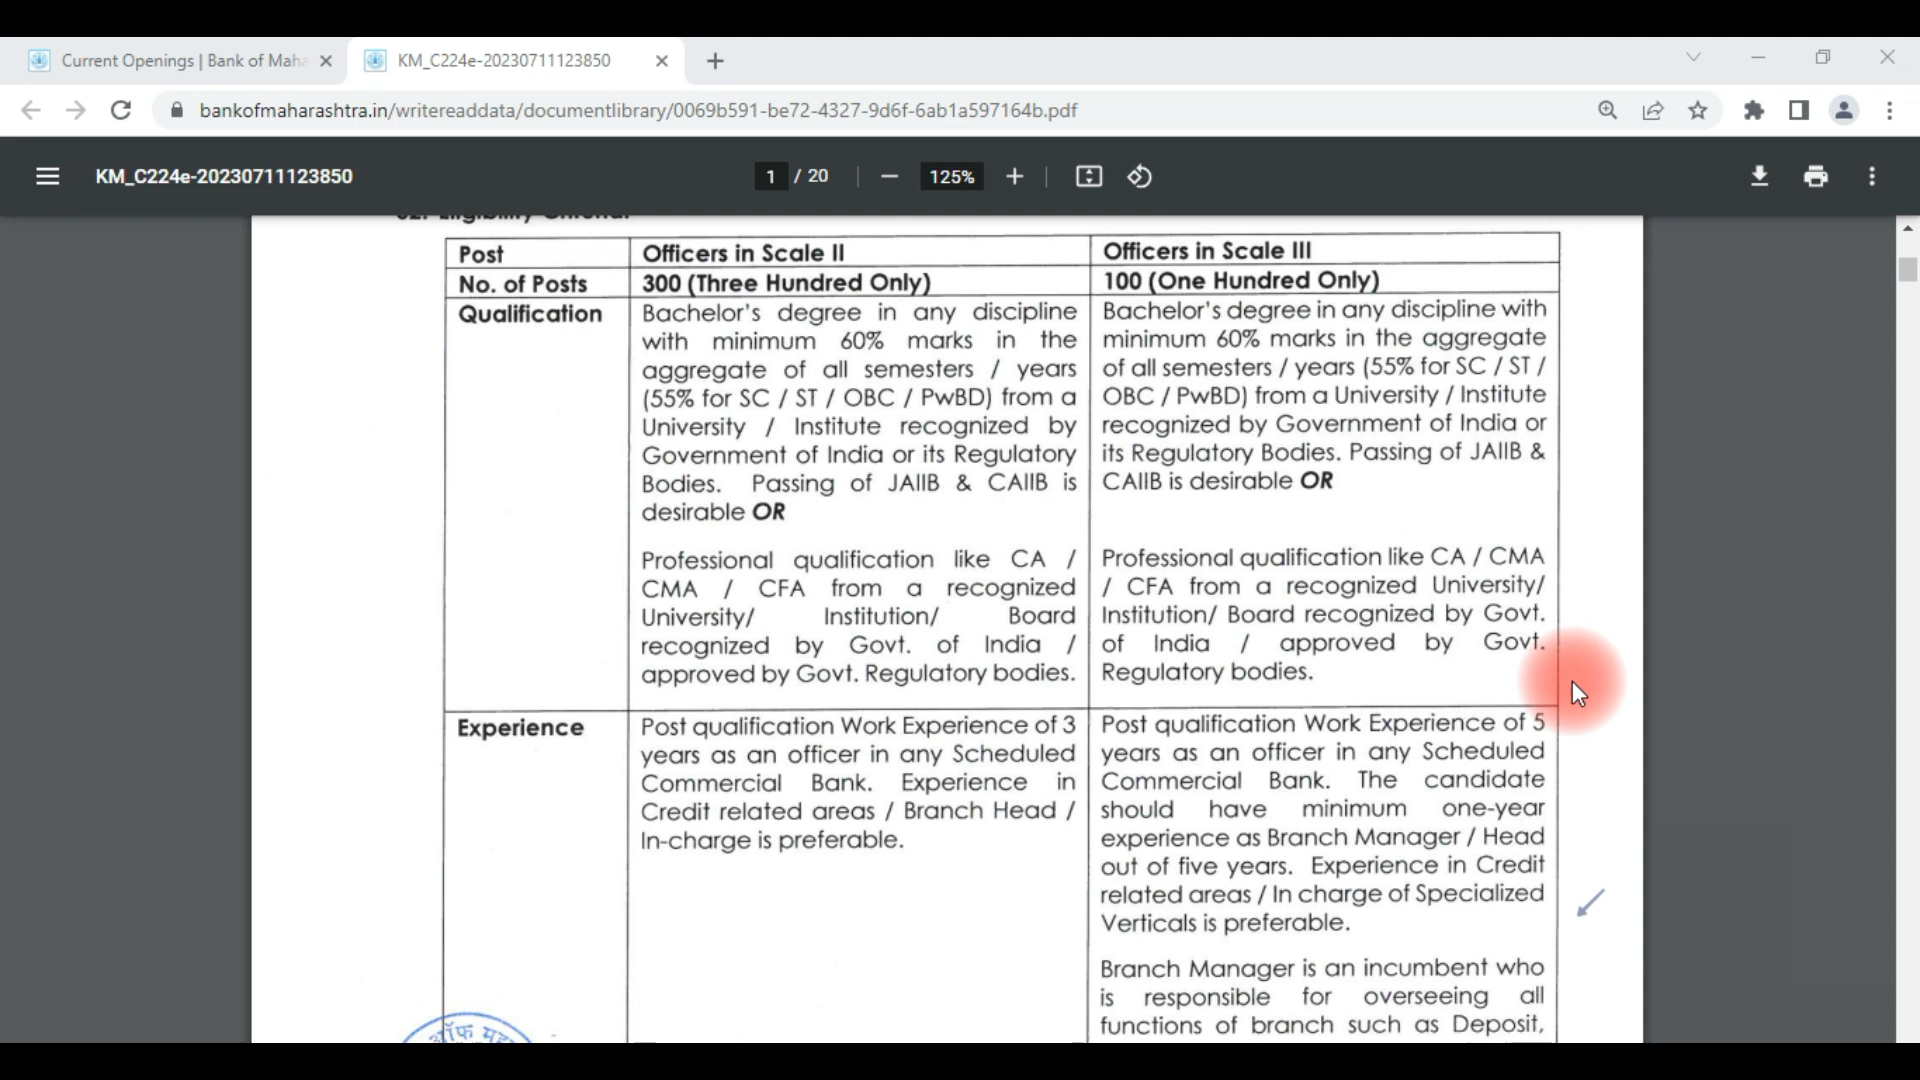 Current Openings | Bank of Maha
KM_C224e-20230711123850
bankofmaharashtra.in/writereaddata/documentlibrary/0069b591-be72-4327-9d6f-6ab1a597164b.pdf
KM_C224e-20230711123850
1 / 20
125%
Post
Officers in Scale II
Officers in Scale III
No. of Posts
300 (Three Hundred Only)
100 (One Hundred Only)
Qualification
Bachelor's degree in any discipline
with minimum 60% marks in the
aggregate of all semesters / years
(55% for SC / ST / OBC / PwBD) from a
University / Institute recognized by
Government of India or its Regulatory
Bodies. Passing of JAIIB & CAIIB is
desirable OR
Professional qualification like CA /
CMA / CFA from a recognized
University/ Institution/ Board
recognized by Govt. of India /
approved by Govt. Regulatory bodies.
Bachelor's degree in any discipline with
minimum 60% marks in the aggregate
of all semesters / years (55% for SC / ST /
OBC / PwBD) from a University / Institute
recognized by Government of India or
its Regulatory Bodies. Passing of JAIIB &
CAIIB is desirable OR
Professional qualification like CA / CMA
/ CFA from a recognized University/
Institution/ Board recognized by Govt.
of India / approved by Govt.
Regulatory bodies.
Experience
Post qualification Work Experience of 3
years as an officer in any Scheduled
Commercial Bank. Experience in
Credit related areas / Branch Head /
In-charge is preferable.
Post qualification Work Experience of 5
years as an officer in any Scheduled
Commercial Bank. The candidate
should have minimum one-year
experience as Branch Manager / Head
out of five years. Experience in Credit
related areas / In charge of Specialized
Verticals is preferable.
Branch Manager is an incumbent who
is responsible for overseeing all
functions of branch such as Deposit,